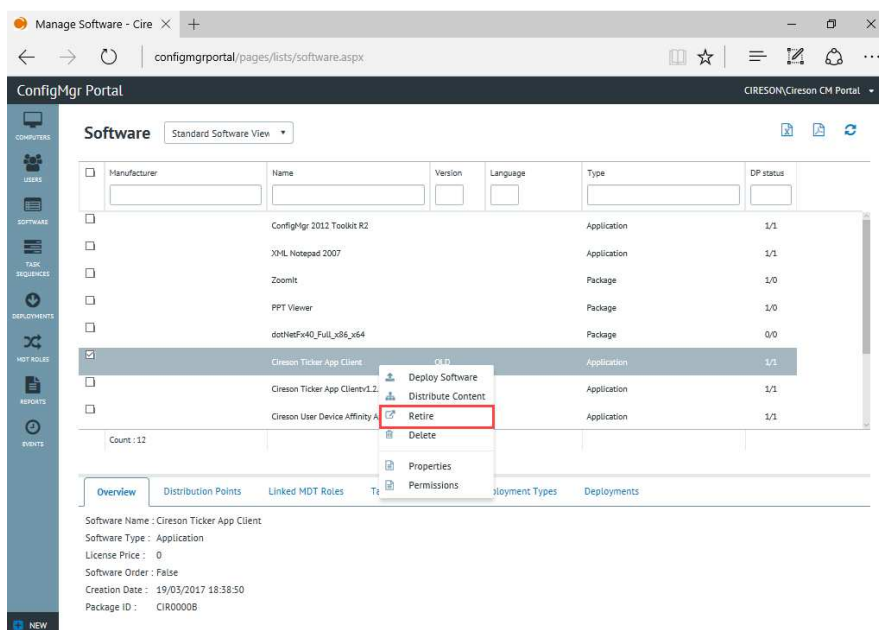 Manage Software - Cire
configmgrportal/pages/lists/software.aspx
ConfigMgr Portal
CIRESON\Cireson CM Portal
COMPUTERS
USERS
SOFTWARE
TASK SEQUENCES
DEPLOYMENTS
MDT ROLES
REPORTS
EVENTS
NEW
Software
Standard Software View
Manufacturer Name Version Language Type DP status
ConfigMgr 2012 Toolkit R2 Application 1/1
XML Notepad 2007 Application 1/1
ZoomIt Package 1/0
PPT Viewer Package 1/0
dotNetFx40_Full_x86_x64 Package 0/0
Cireson Ticker App Client OLD Application 1/1
Cireson Ticker App Clientv1.2. Application 1/1
Cireson User Device Affinity A Application 1/1
Count : 12
Deploy Software
Distribute Content
Retire
Delete
Properties
Permissions
Overview Distribution Points Linked MDT Roles Ta ployment Types Deployments
Software Name : Cireson Ticker App Client
Software Type : Application
License Price : 0
Software Order : False
Creation Date : 19/03/2017 18:38:50
Package ID : CIR0000B